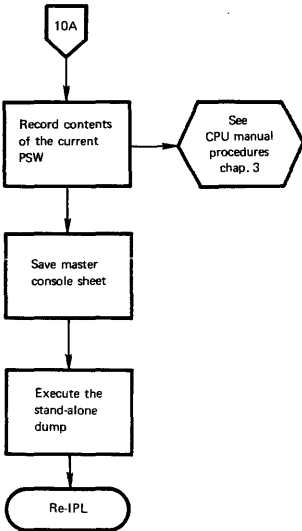 10A
Record contents
of the current
PSW
See
CPU manual
procedures
chap. 3
Save master
console sheet
Execute the
stand-alone
dump
Re-IPL